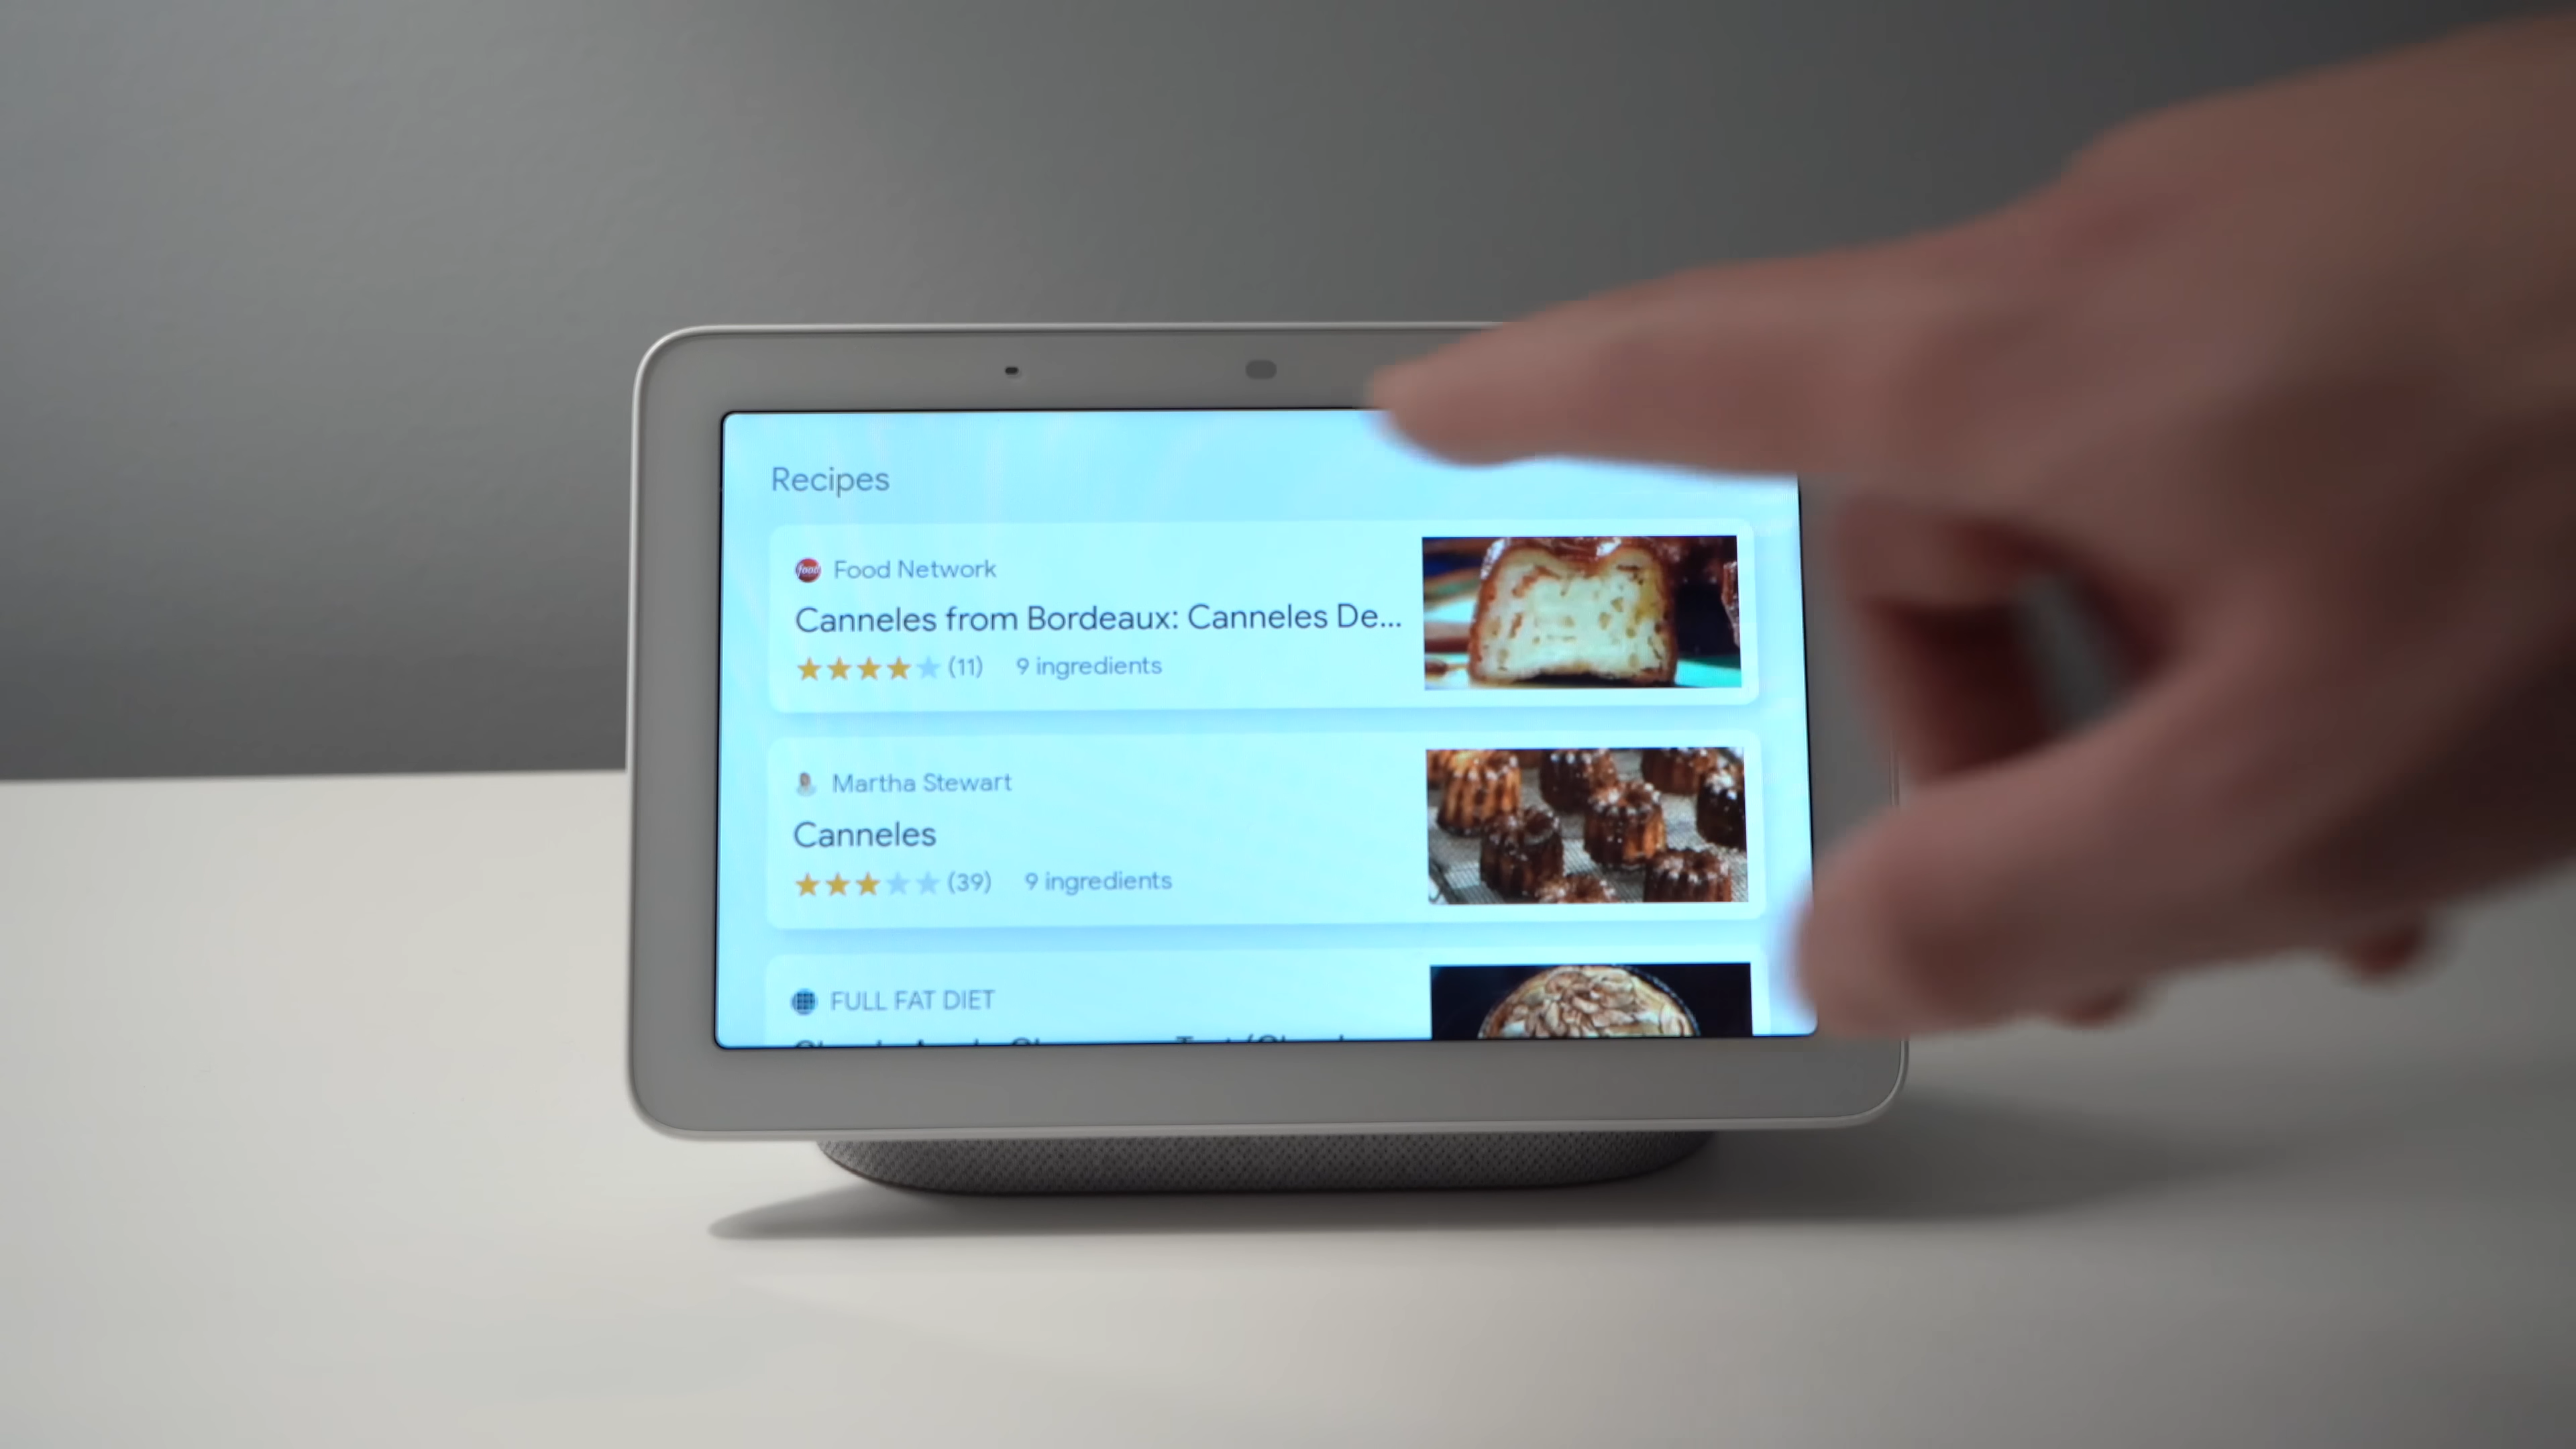 Recipes
food
Food Network
Canneles from Bordeaux: Canneles De...
(11) 9 ingredients
Martha Stewart
Canneles
(39) 9 ingredients
FULL FAT DIET